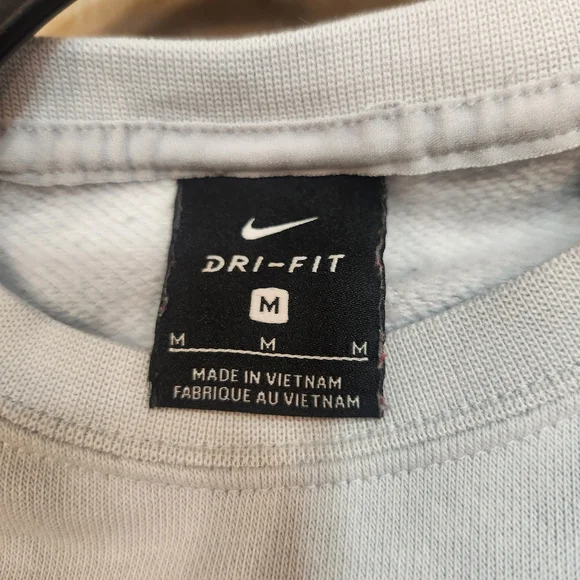 DRI-FIT
M
M M M
MADE IN VIETNAM
FABRIQUE AU VIETNAM